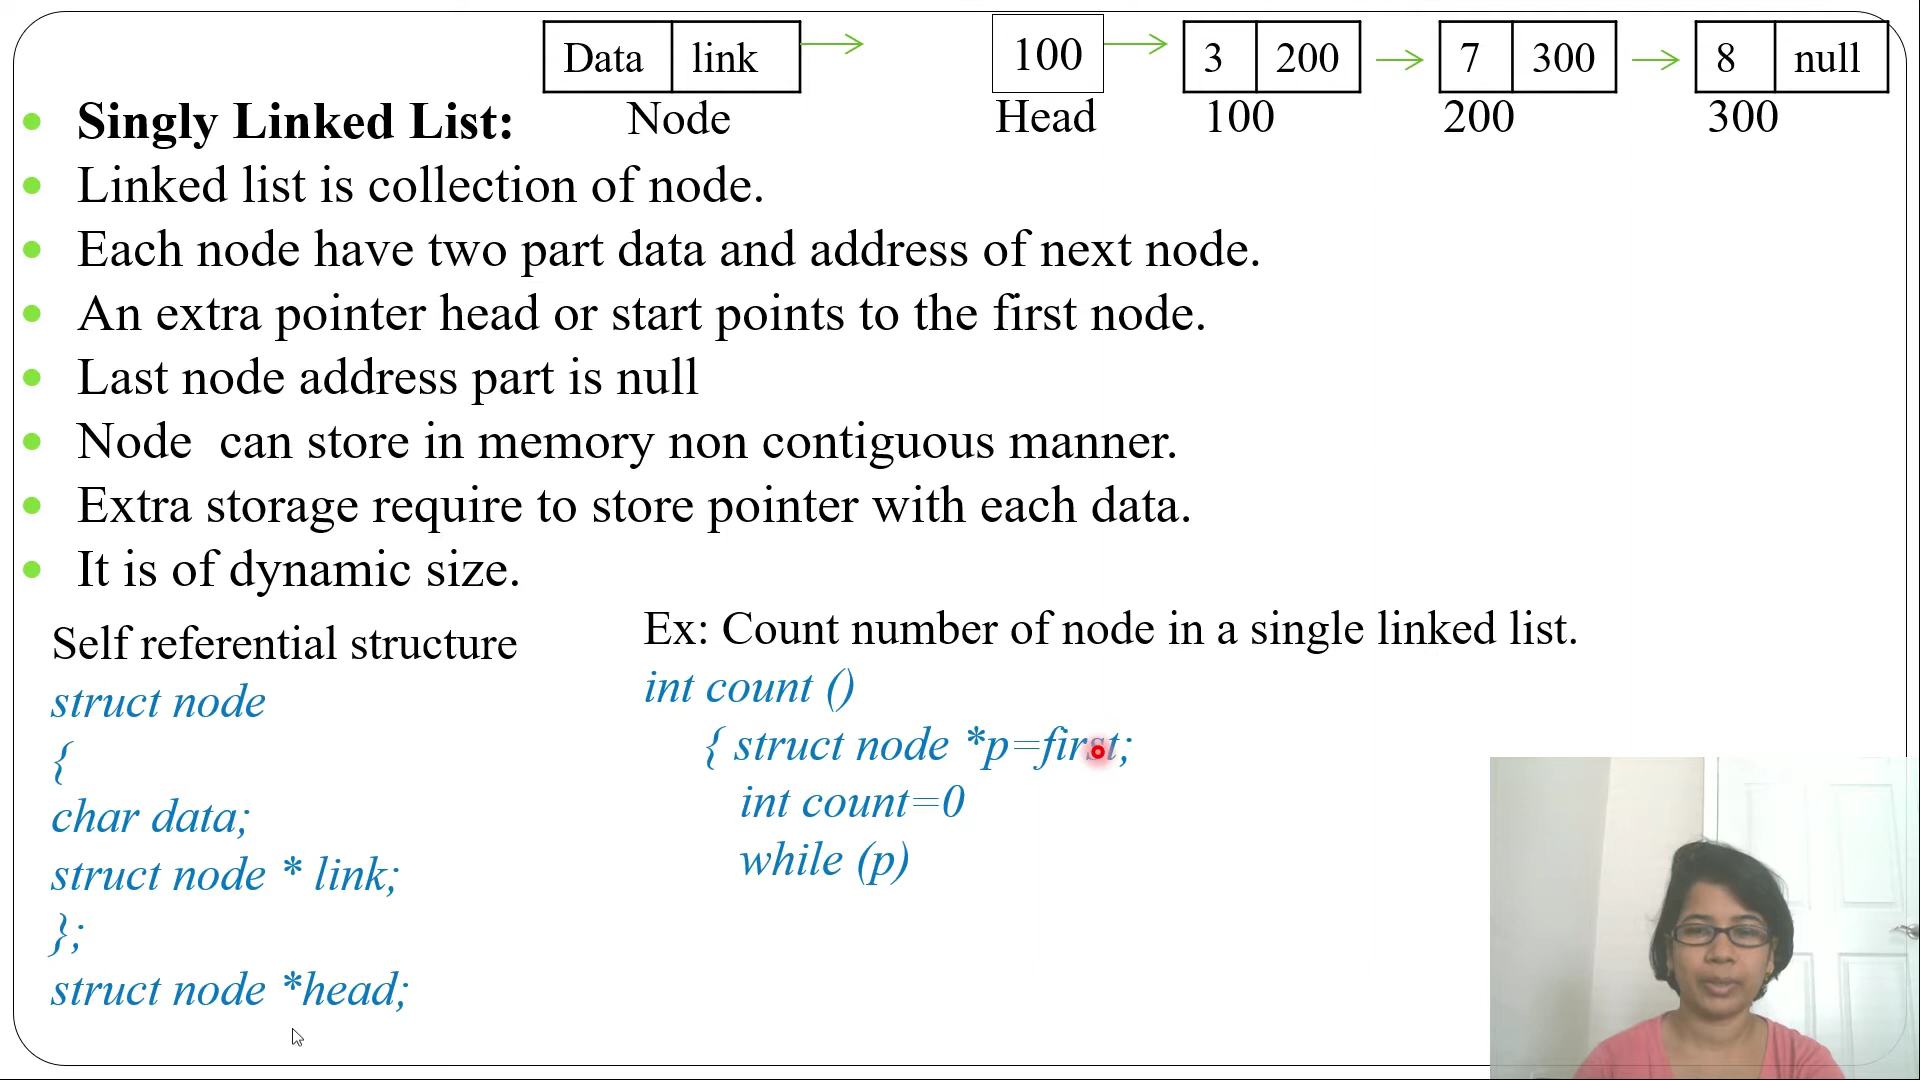 Data link
100
3 200
7 300
8 null
Node
Head
100
200
300
Singly Linked List:
Linked list is collection of node.
Each node have two part data and address of next node.
An extra pointer head or start points to the first node.
Last node address part is null
Node can store in memory non contiguous manner.
Extra storage require to store pointer with each data.
It is of dynamic size.
Self referential structure
struct node
{
char data;
struct node * link;
};
struct node *head;
Ex: Count number of node in a single linked list.
int count ()
{ struct node *p=first;
int count=0
while (p)